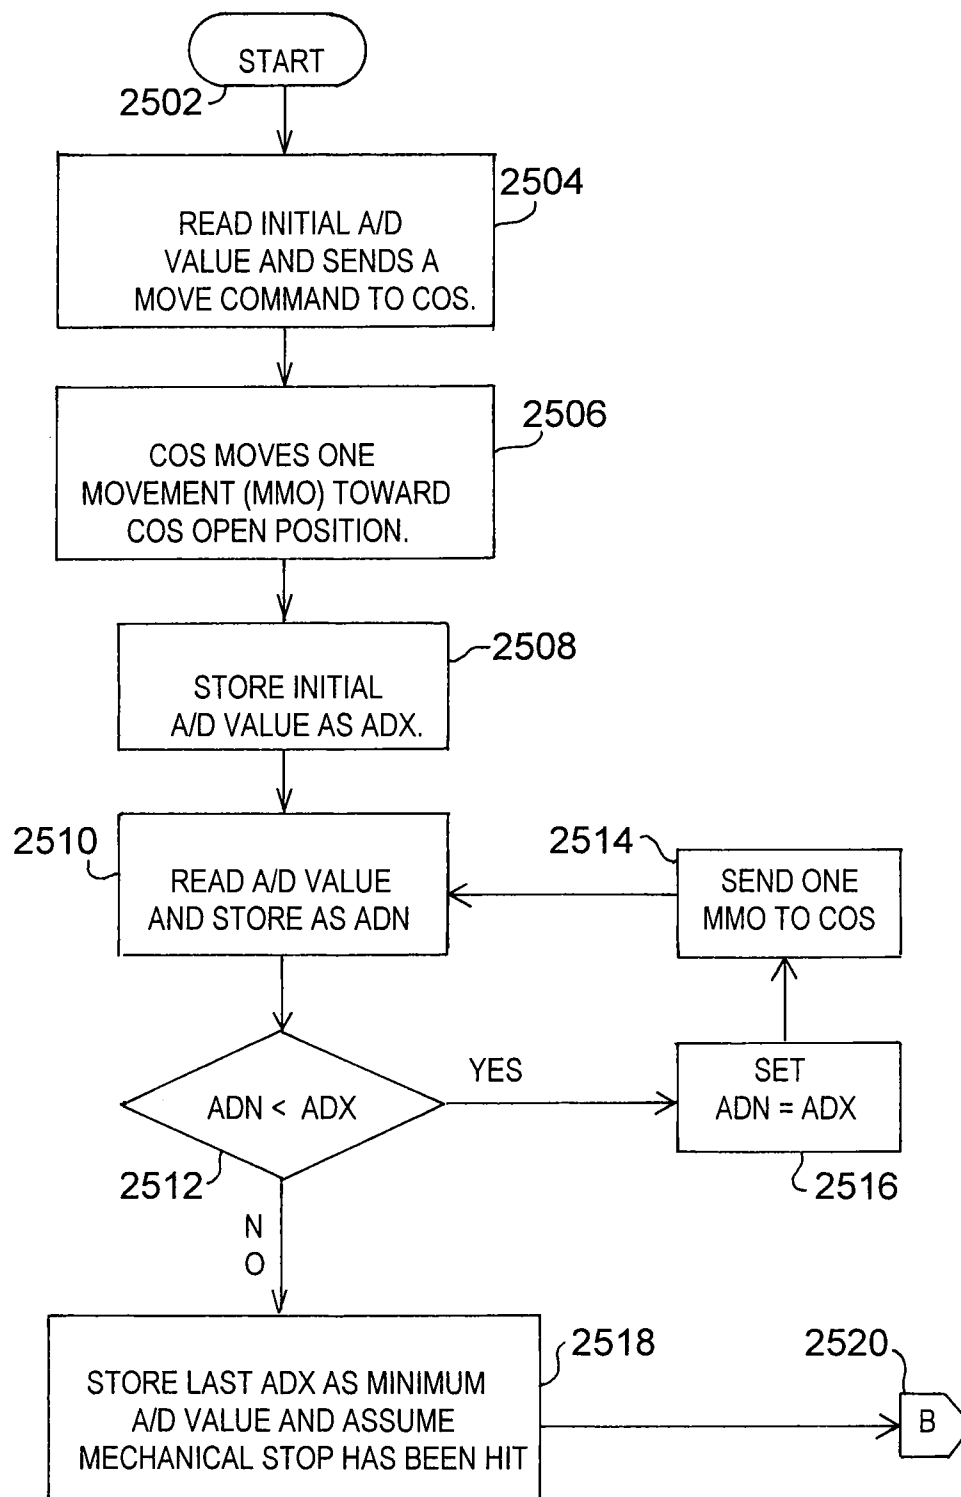 START
2502
2504
READ INITIAL A/D
VALUE AND SENDS A
MOVE COMMAND TO COS.
2506
COS MOVES ONE
MOVEMENT (MMO) TOWARD
COS OPEN POSITION.
2508
STORE INITIAL
A/D VALUE AS ADX.
2510
READ A/D VALUE
AND STORE AS ADN
2514
SEND ONE
MMO TO COS
ADN < ADX
2512
YES
SET
ADN = ADX
2516
N
O
2518
STORE LAST ADX AS MINIMUM
A/D VALUE AND ASSUME
MECHANICAL STOP HAS BEEN HIT
2520
B